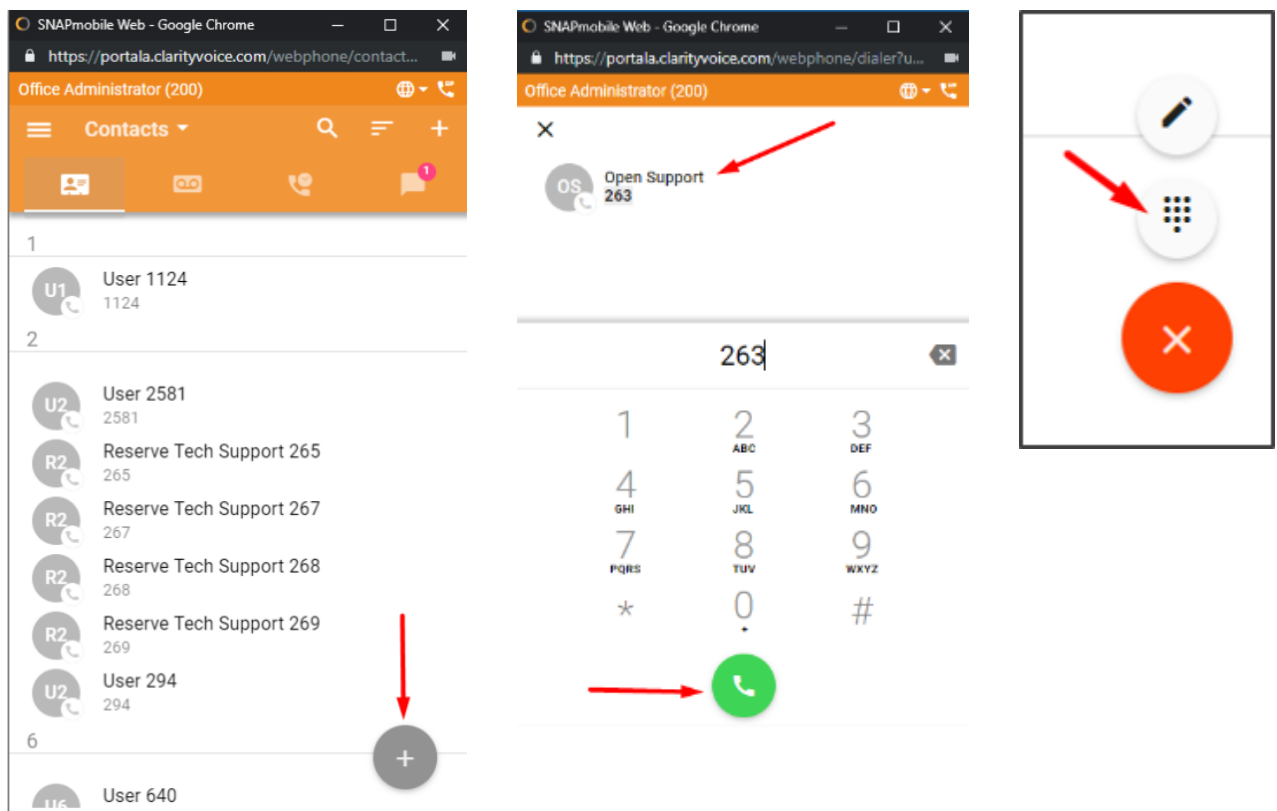 SNAPmobile Web - Google Chrome
https://portala.clarityvoice.com/webphone/contact...
Office Administrator (200)
Contacts
1
1
U1
User 1124
1124
2
U2
User 2581
2581
R2
Reserve Tech Support 265
265
R2
Reserve Tech Support 267
267
R2
Reserve Tech Support 268
268
R2
Reserve Tech Support 269
269
U2
User 294
294
6
U6
User 640
SNAPmobile Web - Google Chrome
https://portala.clarityvoice.com/webphone/dialer?u...
Office Administrator (200)
OS
Open Support
263
263
1 2 3
ABC DEF
4 5 6
GHI JKL MNO
7 8 9
PQRS TUV WXYZ
* 0 #
+